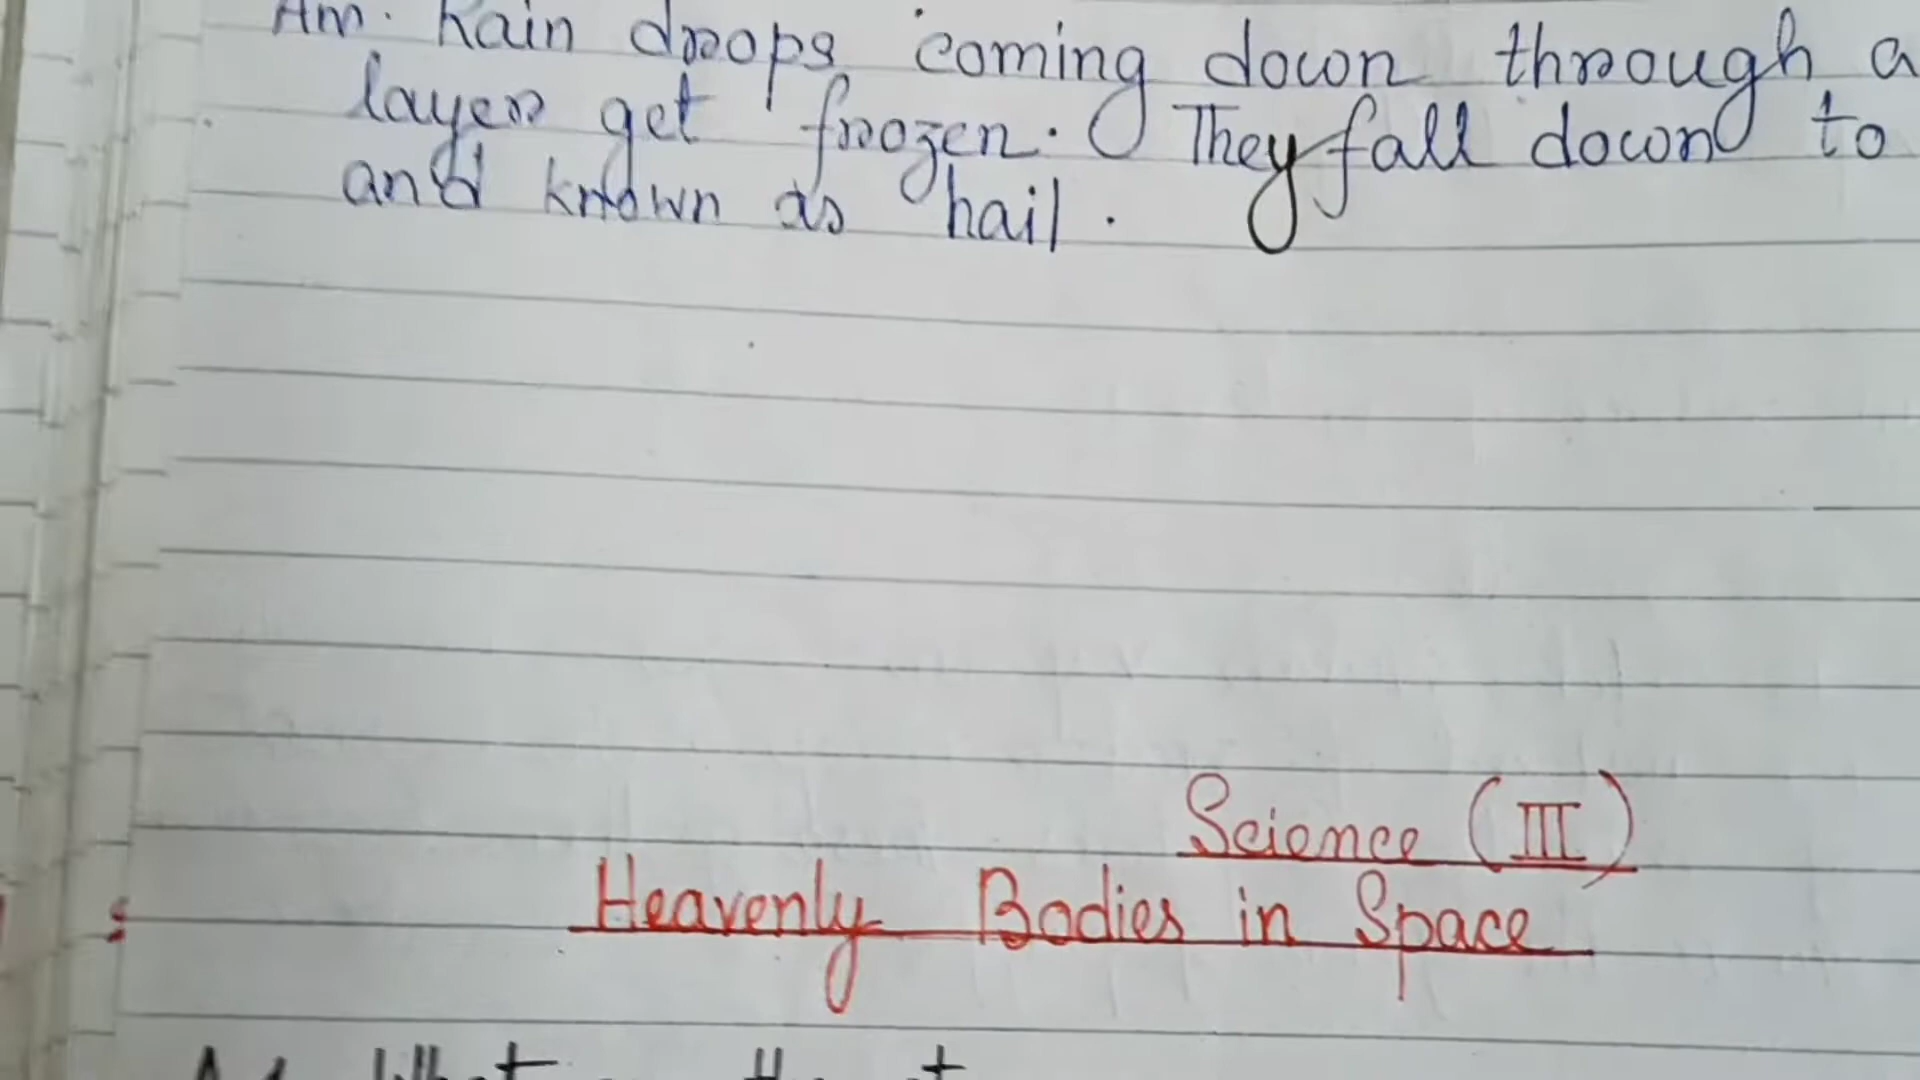 Ans. Rain drops coming down through a
layer get frozen. They fall down to
and known as hail.
Science (III)
Heavenly Bodies in Space
What